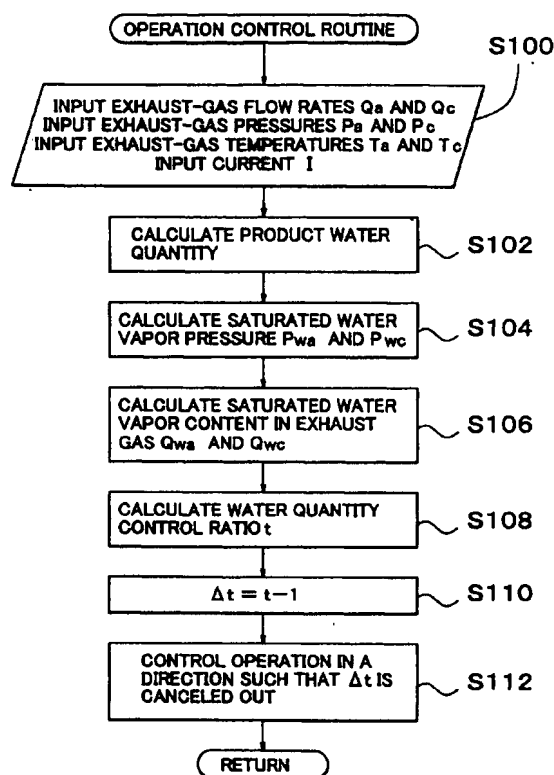 OPERATION CONTROL ROUTINE
S100
INPUT EXHAUST-GAS FLOW RATES Qa AND Qc
INPUT EXHAUST-GAS PRESSURES Pa AND Pc
INPUT EXHAUST-GAS TEMPERATURES Ta AND Tc
INPUT CURRENT I
CALCULATE PRODUCT WATER
QUANTITY
S102
CALCULATE SATURATED WATER
VAPOR PRESSURE Pwa AND Pwc
S104
CALCULATE SATURATED WATER
VAPOR CONTENT IN EXHAUST
GAS Qwa AND Qwc
S106
CALCULATE WATER QUANTITY
CONTROL RATIO t
S108
Δt = t-1
S110
CONTROL OPERATION IN A
DIRECTION SUCH THAT Δt IS
CANCELED OUT
S112
RETURN